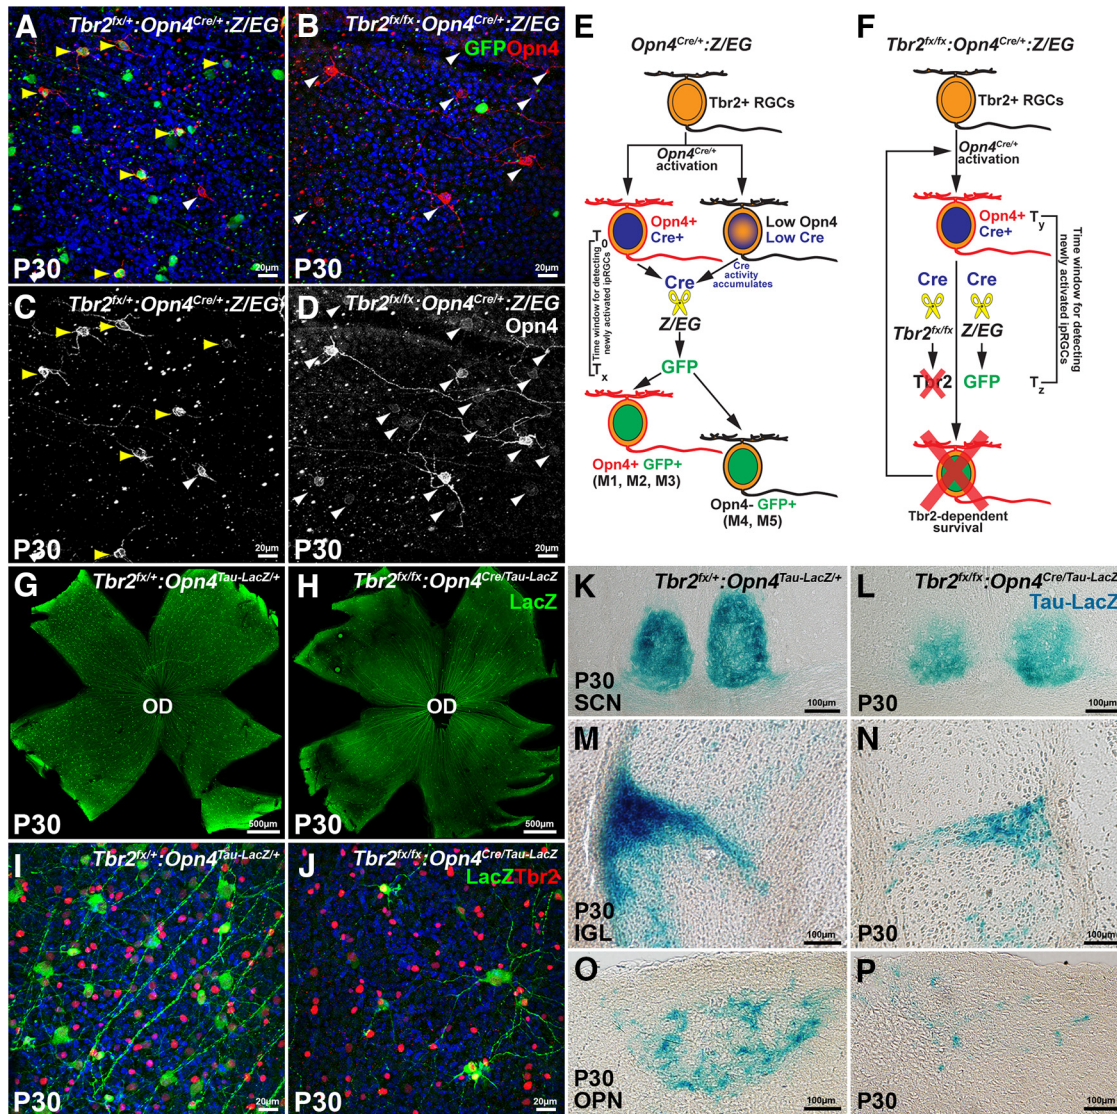 A
Tbr2fx/+:Opn4Cre/+:Z/EG
P30
20µm
B
Tbr2fx/fx:Opn4Cre/+:Z/EG
GFPOpn4
P30
20µm
C
Tbr2fx/+:Opn4Cre/+:Z/EG
P30
20µm
D
Tbr2fx/fx:Opn4Cre/+:Z/EG
Opn4
P30
20µm
E
Opn4Cre/+:Z/EG
Tbr2+ RGCs
Opn4Cre/+
activation
Opn4+
Cre+
Low Opn4
Low Cre
T0
Time window for detecting
newly activated ipRGCs
Tx
Cre
activity
accumulates
Cre
Z/EG
GFP
Opn4+ GFP+
(M1, M2, M3)
Opn4- GFP+
(M4, M5)
F
Tbr2fx/fx:Opn4Cre/+:Z/EG
Tbr2+ RGCs
Opn4Cre/+
activation
Opn4+
Cre+
Ty
Time window for detecting
newly activated ipRGCs
Cre
Cre
Tbr2fx/fx
Z/EG
Tbr2
GFP
Tz
Tbr2-dependent
survival
G
Tbr2fx/+:Opn4Tau-LacZ/+
OD
P30
500µm
H
Tbr2fx/fx:Opn4Cre/Tau-LacZ
LacZ
OD
P30
500µm
I
Tbr2fx/+:Opn4Tau-LacZ/+
P30
20µm
J
Tbr2fx/fx:Opn4Cre/Tau-LacZ
LacZTbr2
P30
20µm
K
Tbr2fx/+:Opn4Tau-LacZ/+
P30
SCN
100µm
L
Tbr2fx/fx:Opn4Cre/Tau-LacZ
Tau-LacZ
P30
100µm
M
P30
IGL
100µm
N
P30
100µm
O
P30
OPN
100µm
P
P30
100µm